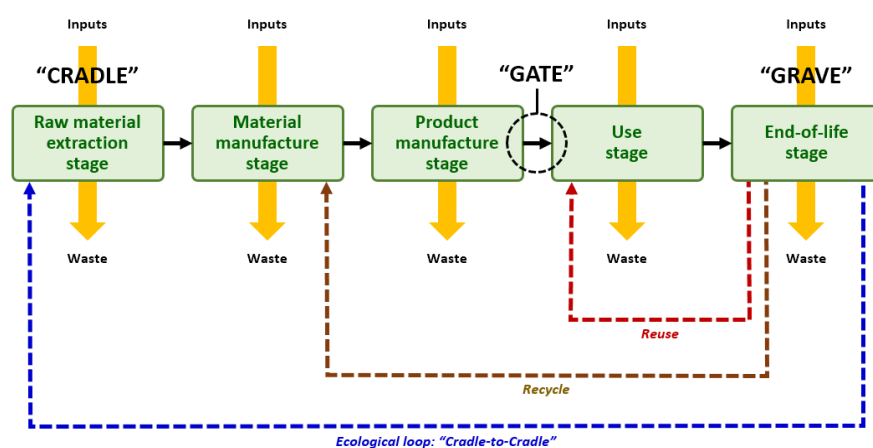 Inputs
Inputs
Inputs
Inputs
Inputs
“CRADLE”
“GATE”
“GRAVE”
Raw material
extraction
stage
Material
manufacture
stage
Product
manufacture
stage
Use
stage
End-of-life
stage
Waste
Waste
Waste
Waste
Waste
Reuse
Recycle
Ecological loop: “Cradle-to-Cradle”